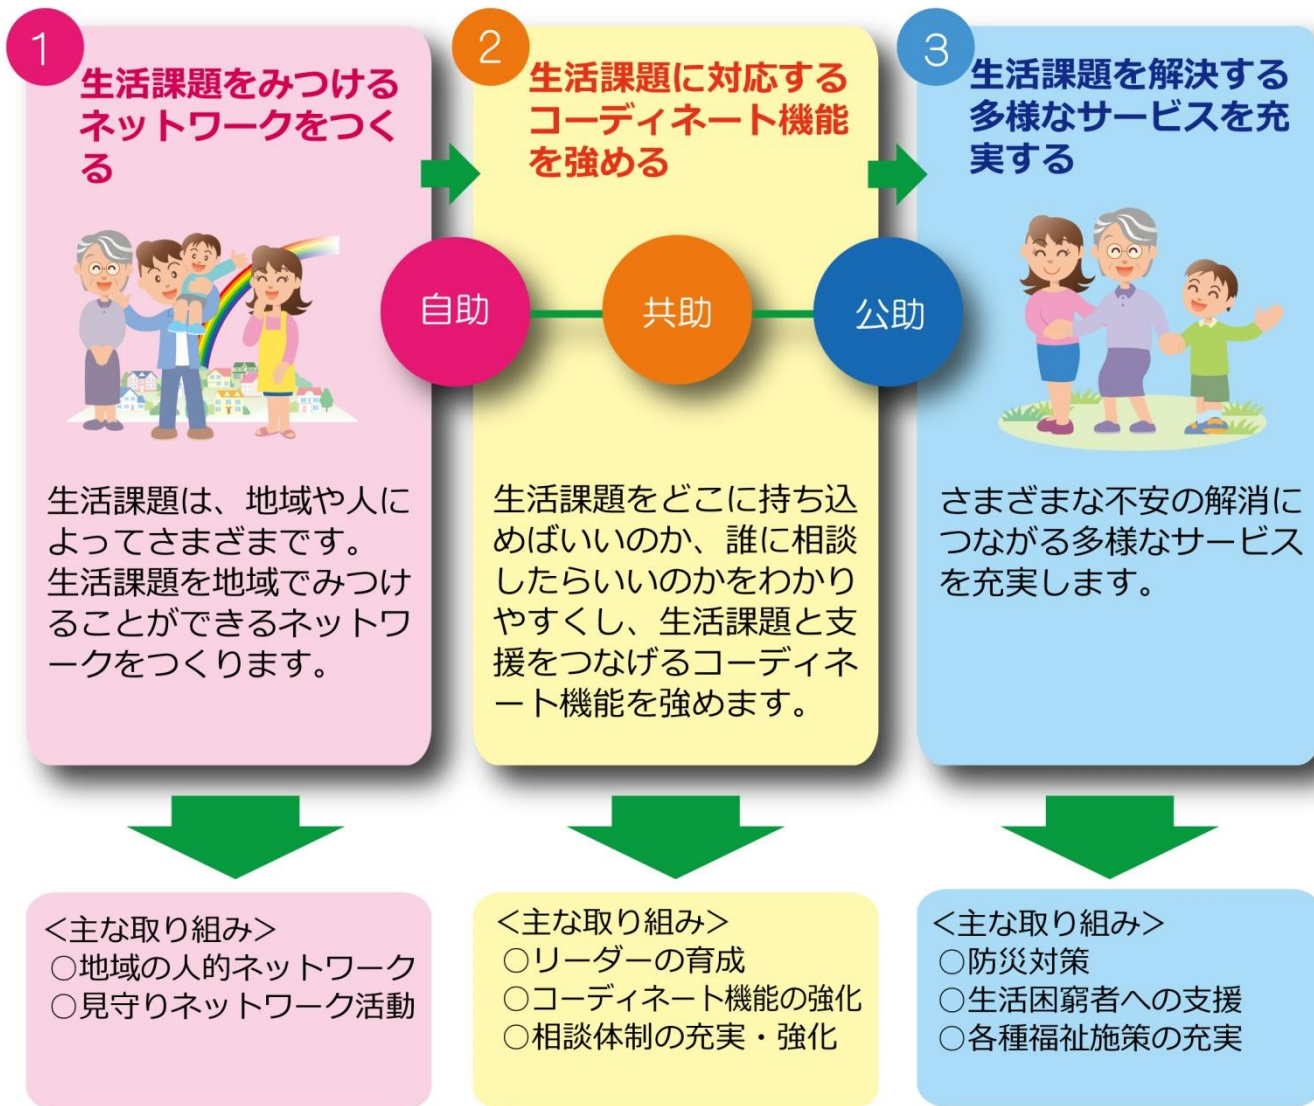 1
生活課題をみつける
ネットワークをつく
る
2
生活課題に対応する
コーディネート機能
を強める
3
生活課題を解決する
多様なサービスを充
実する
自助
共助
公助
生活課題は、地域や人に
よってさまざまです。
生活課題を地域でみつけ
ることができるネットワ
ークをつくります。
生活課題をどこに持ち込
めばいいのか、誰に相談
したらいいのかをわかり
やすくし、生活課題と支
援をつなげるコーディネ
ート機能を強めます。
さまざまな不安の解消に
つながる多様なサービス
を充実します。
＜主な取り組み＞
○地域の人的ネットワーク
○見守りネットワーク活動
＜主な取り組み＞
○リーダーの育成
○コーディネート機能の強化
○相談体制の充実・強化
＜主な取り組み＞
○防災対策
○生活困窮者への支援
○各種福祉施策の充実